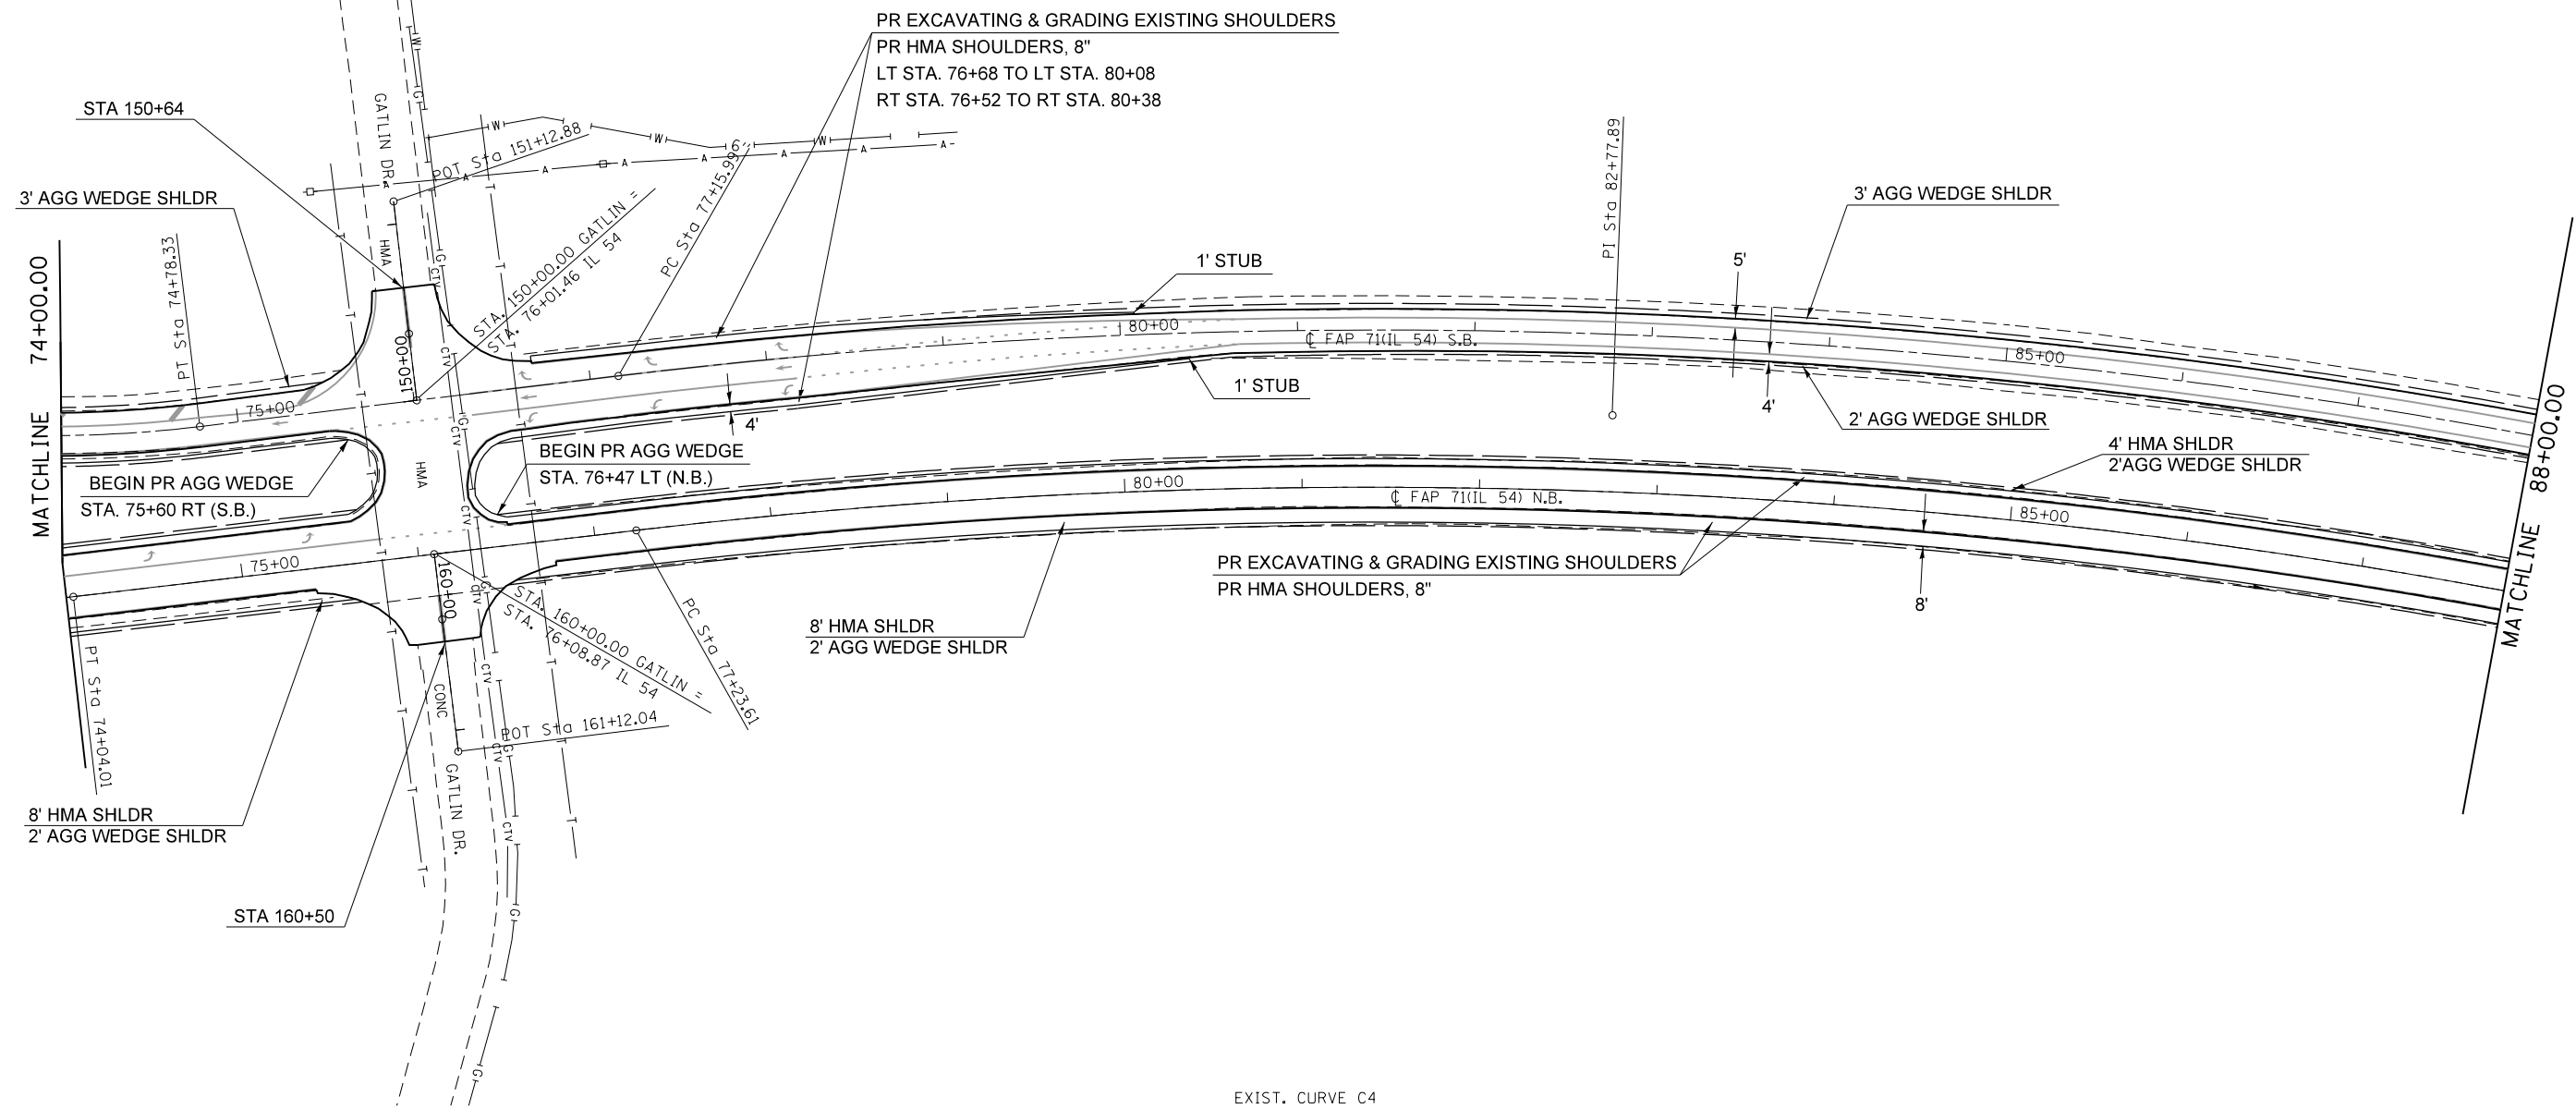 PR EXCAVATING & GRADING EXISTING SHOULDERS
PR HMA SHOULDERS, 8"
LT STA. 76+68 TO LT STA. 80+08
RT STA. 76+52 TO RT STA. 80+38
STA 150+64
GATLIN DR.
POT Sta 151+12.88
3' AGG WEDGE SHLDR
PT Sta 74+78.33
HMA
STA. 150+00.00 GATLIN =
STA. 76+01.46 IL 54
PC Sta 77+15.99
PI Sta 82+77.89
3' AGG WEDGE SHLDR
1' STUB
5'
MATCHLINE 74+00.00
75+00
150+00
80+00
℄ FAP 71(IL 54) S.B.
85+00
1' STUB
4'
4'
2' AGG WEDGE SHLDR
4' HMA SHLDR
2'AGG WEDGE SHLDR
MATCHLINE 88+00.00
BEGIN PR AGG WEDGE
STA. 75+60 RT (S.B.)
HMA
BEGIN PR AGG WEDGE
STA. 76+47 LT (N.B.)
80+00
℄ FAP 71(IL 54) N.B.
85+00
75+00
160+00
STA. 160+00.00 GATLIN =
STA. 76+08.87 IL 54
PC Sta 77+23.61
PR EXCAVATING & GRADING EXISTING SHOULDERS
PR HMA SHOULDERS, 8"
8'
8' HMA SHLDR
2' AGG WEDGE SHLDR
PT Sta 74+04.01
CONC
POT Sta 161+12.04
GATLIN DR.
8' HMA SHLDR
2' AGG WEDGE SHLDR
STA 160+50
EXIST. CURVE C4